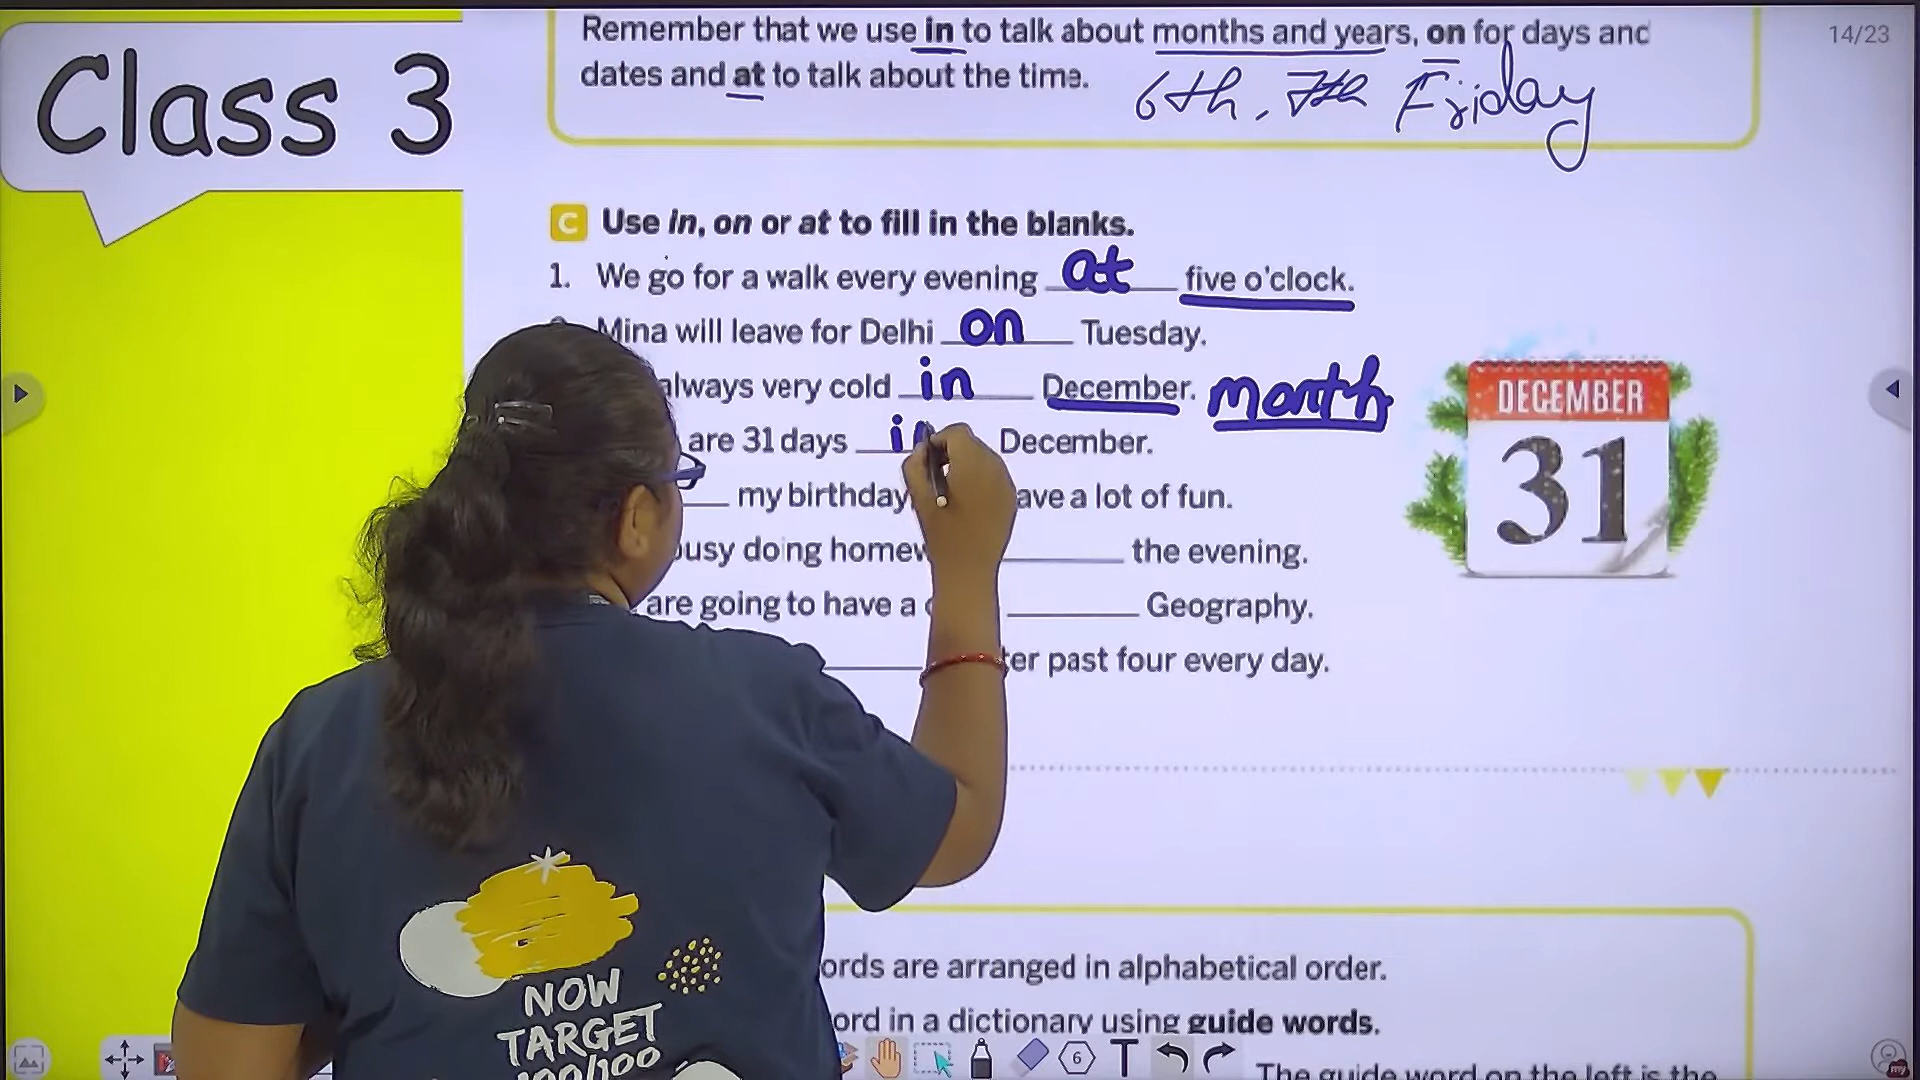 Class 3
14/23
Remember that we use in to talk about months and years, on for days and
dates and at to talk about the time.
6th, 7th Friday
C Use in, on or at to fill in the blanks.
1. We go for a walk every evening at five o'clock.
Mina will leave for Delhi on Tuesday.
always very cold in December. month
are 31 days in December.
my birthday, ave a lot of fun.
busy doing home the evening.
are going to have a Geography.
ter past four every day.
DECEMBER
31
ords are arranged in alphabetical order.
ord in a dictionary using guide words.
The guide word on the left is the
NOW
TARGET
100/100
6 T